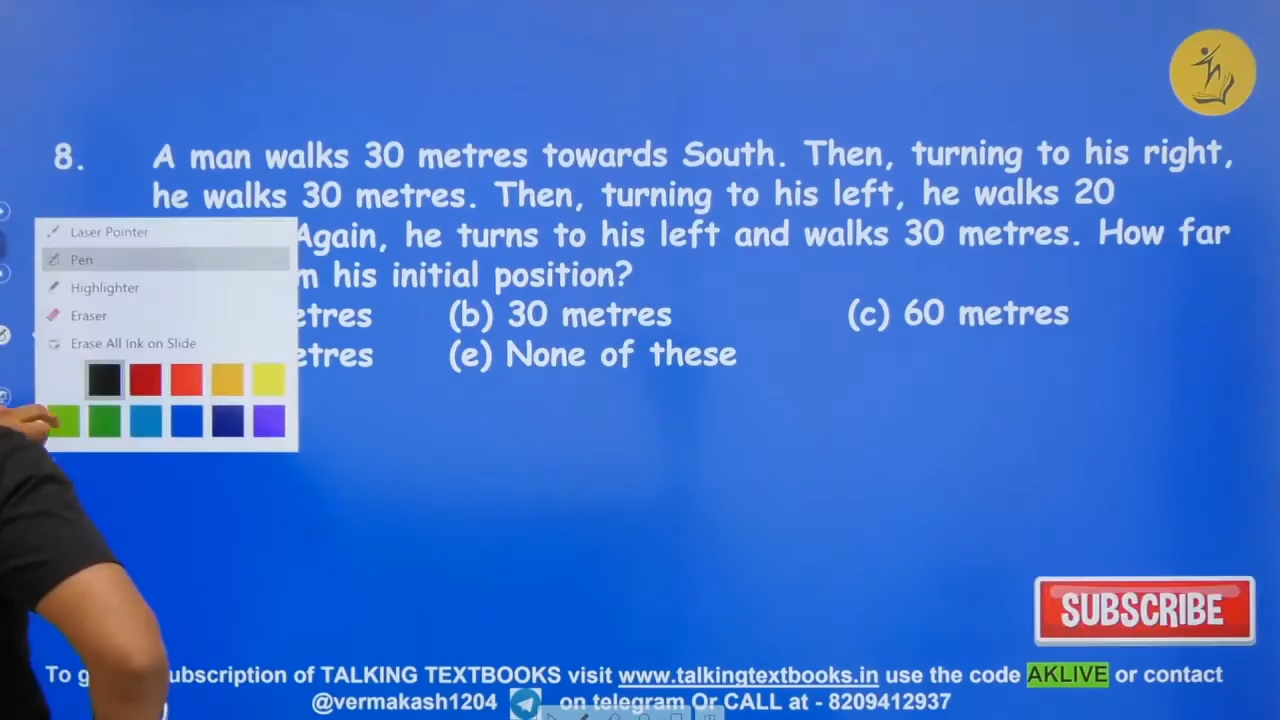 8. A man walks 30 metres towards South. Then, turning to his right,
he walks 30 metres. Then, turning to his left, he walks 20
Again, he turns to his left and walks 30 metres. How far
his initial position?
(b) 30 metres (c) 60 metres
(e) None of these
Laser Pointer
Pen
Highlighter
Eraser
Erase All Ink on Slide
SUBSCRIBE
To ubscription of TALKING TEXTBOOKS visit www.talkingtextbooks.in use the code AKLIVE or contact
@vermakash1204 on telegram Or CALL at - 8209412937